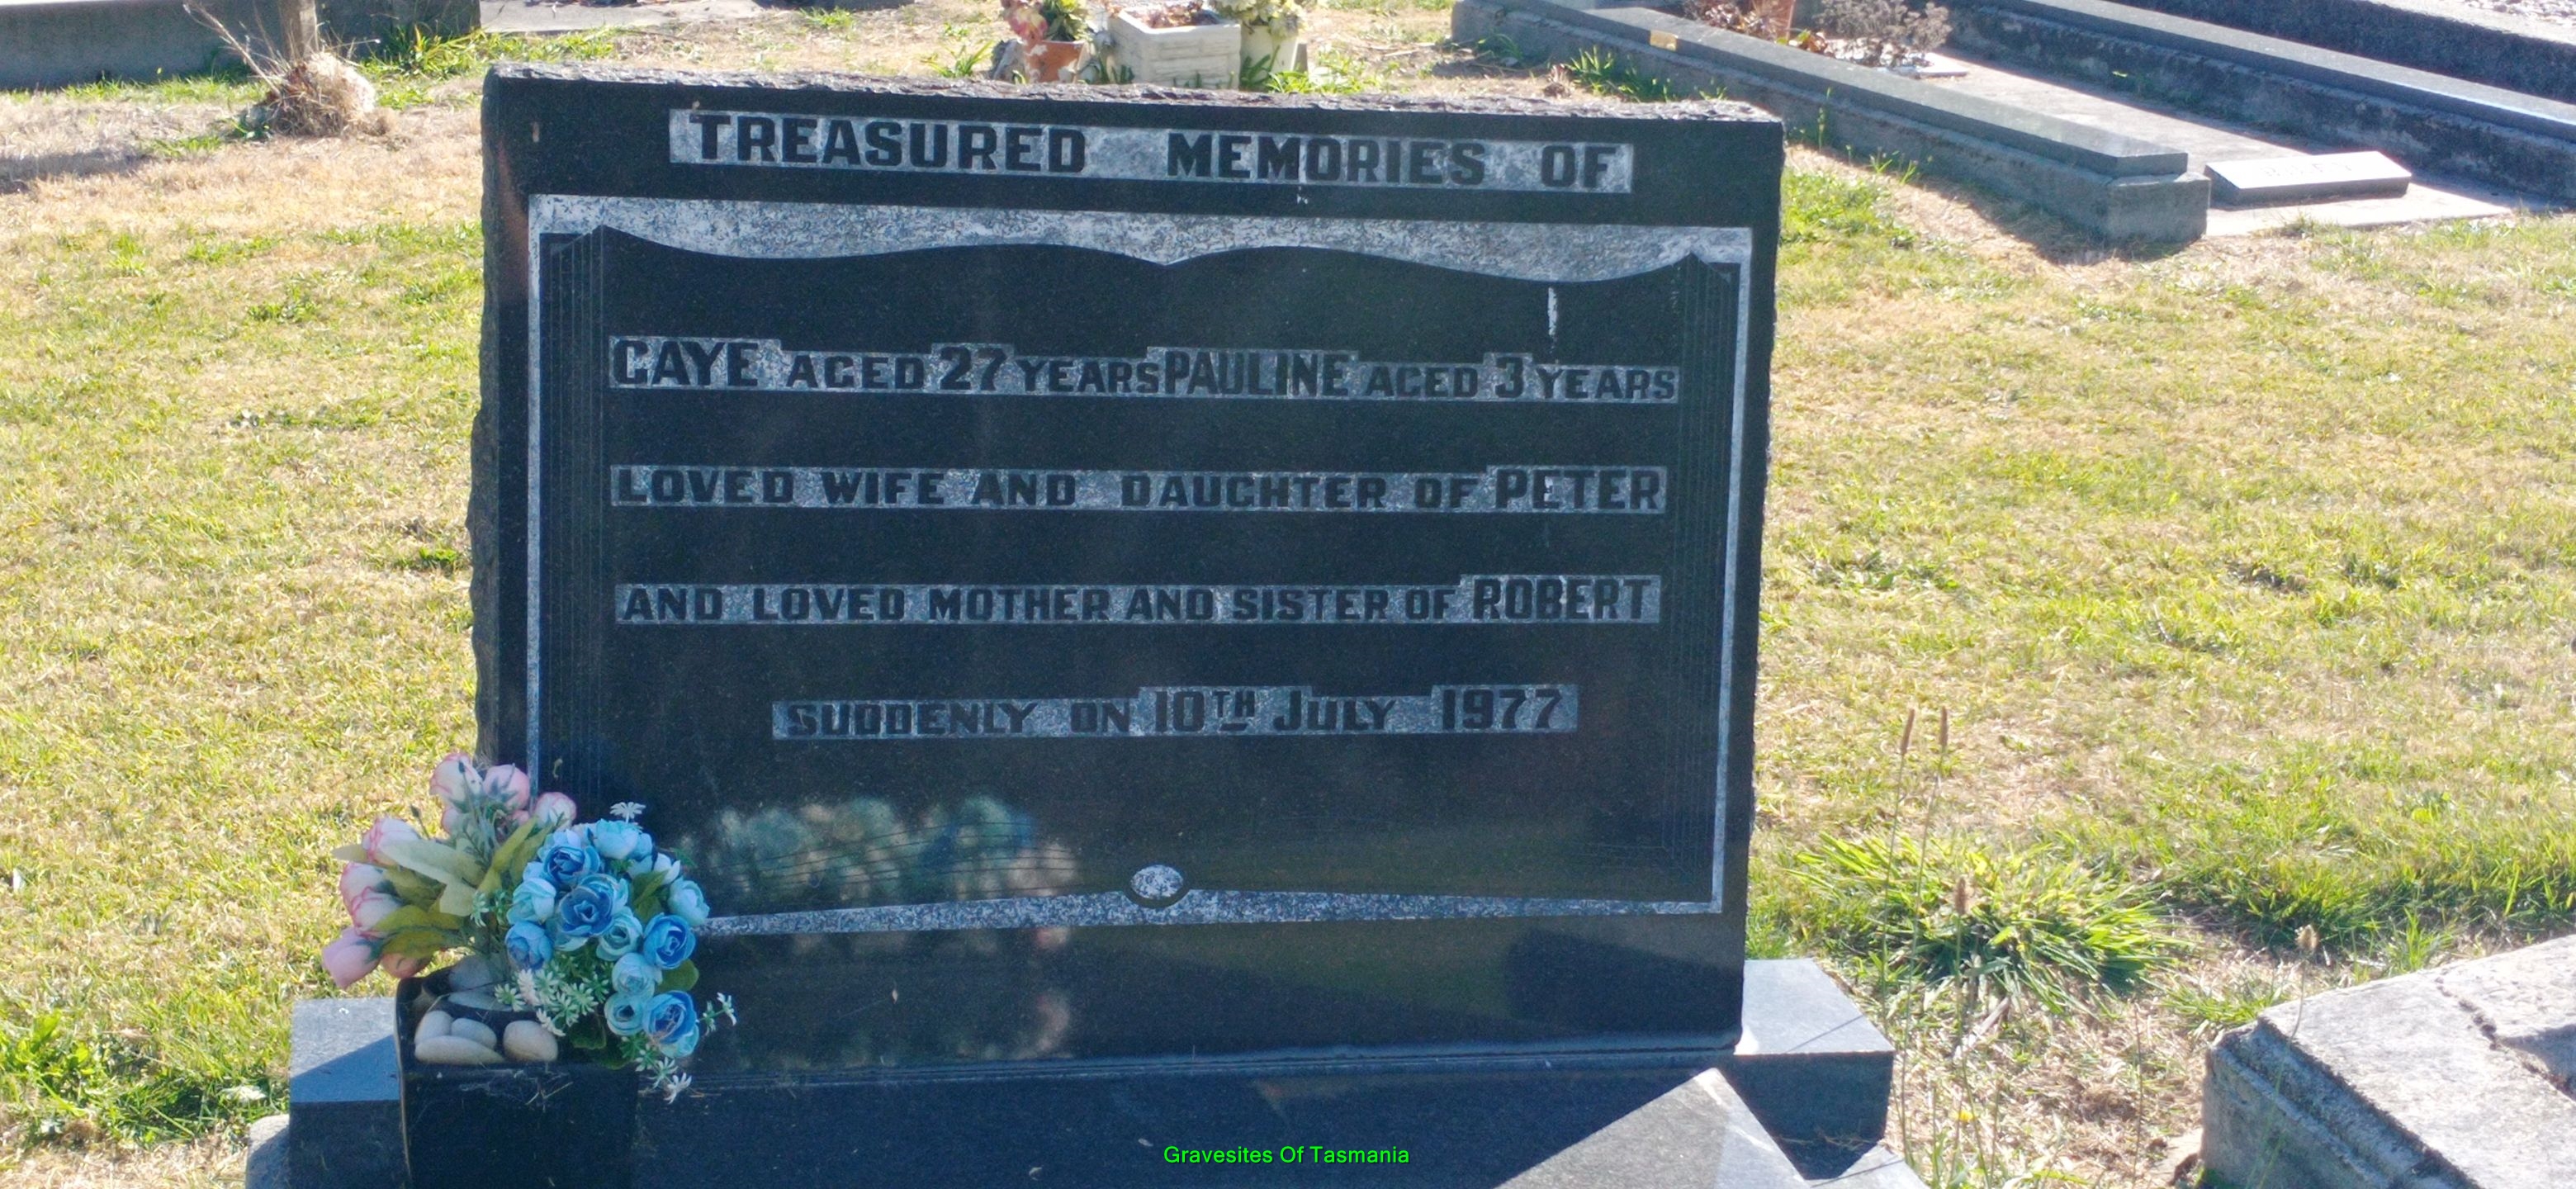 TREASURED MEMORIES OF
GAYE AGED 27 YEARS PAULINE AGED 3 YEARS
LOVED WIFE AND DAUGHTER OF PETER
AND LOVED MOTHER AND SISTER OF ROBERT
SUDDENLY ON 10TH JULY 1977
Gravesites Of Tasmania